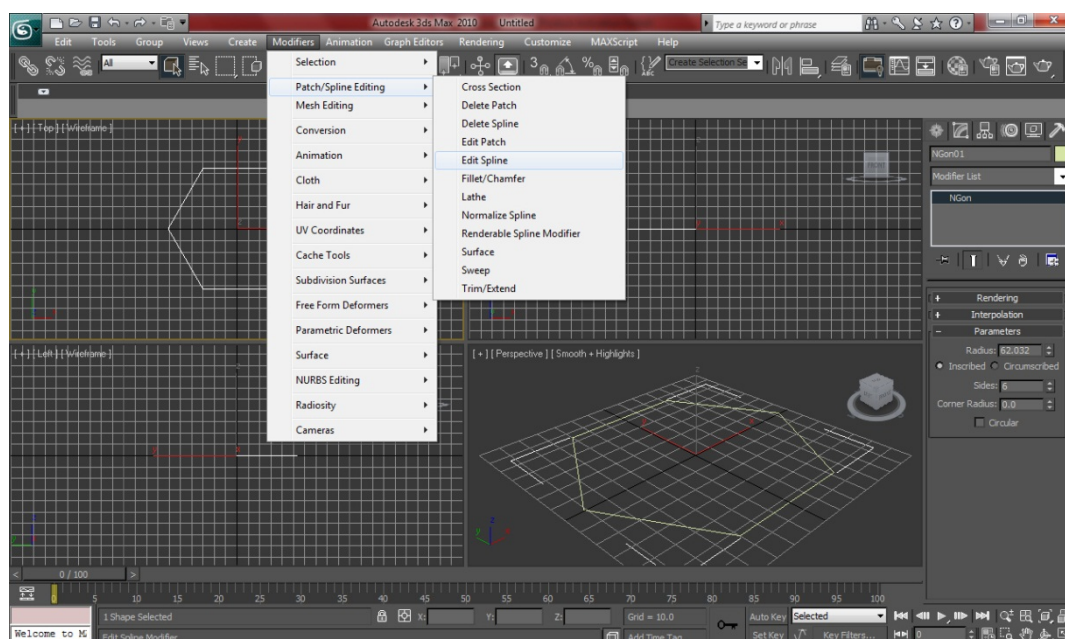 Autodesk 3ds Max 2010 Untitled
Type a keyword or phrase
Edit Tools Group Views Create Modifiers Animation Graph Editors Rendering Customize MAXScript Help
All
Create Selection Se
Selection
Patch/Spline Editing
Mesh Editing
Conversion
Animation
Cloth
Hair and Fur
UV Coordinates
Cache Tools
Subdivision Surfaces
Free Form Deformers
Parametric Deformers
Surface
NURBS Editing
Radiosity
Cameras
Cross Section
Delete Patch
Delete Spline
Edit Patch
Edit Spline
Fillet/Chamfer
Lathe
Normalize Spline
Renderable Spline Modifier
Surface
Sweep
Trim/Extend
[ + ] [ Top ] [ Wireframe ]
[ + ] [ Left ] [ Wireframe ]
[ + ] [ Perspective ] [ Smooth + Highlights ]
NGon01
Modifier List
NGon
+ Rendering
+ Interpolation
- Parameters
Radius: 62.032
Inscribed Circumscribed
Sides: 6
Corner Radius: 0.0
Circular
< 0 / 100 >
0 5 10 15 20 25 30 35 40 45 50 55 60 65 70 75 80 85 90 95 100
1 Shape Selected
X: Y: Z: Grid = 10.0
Auto Key Selected
Welcome to M
Edit Spline Modifier
Add Time Tag
Set Key Key Filters... 0